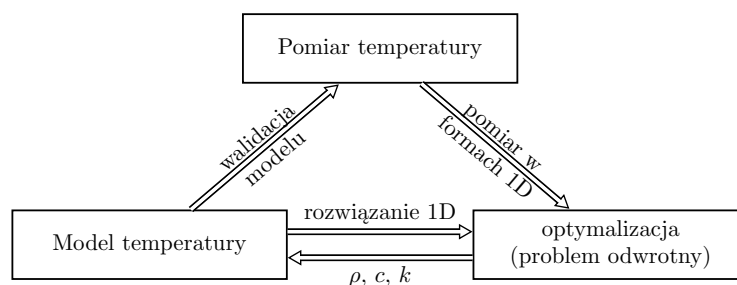 Pomiar temperatury
walidacja
modelu
pomiar w
formach 1D
Model temperatury
rozwiązanie 1D
optymalizacja
(problem odwrotny)
ρ, c, k